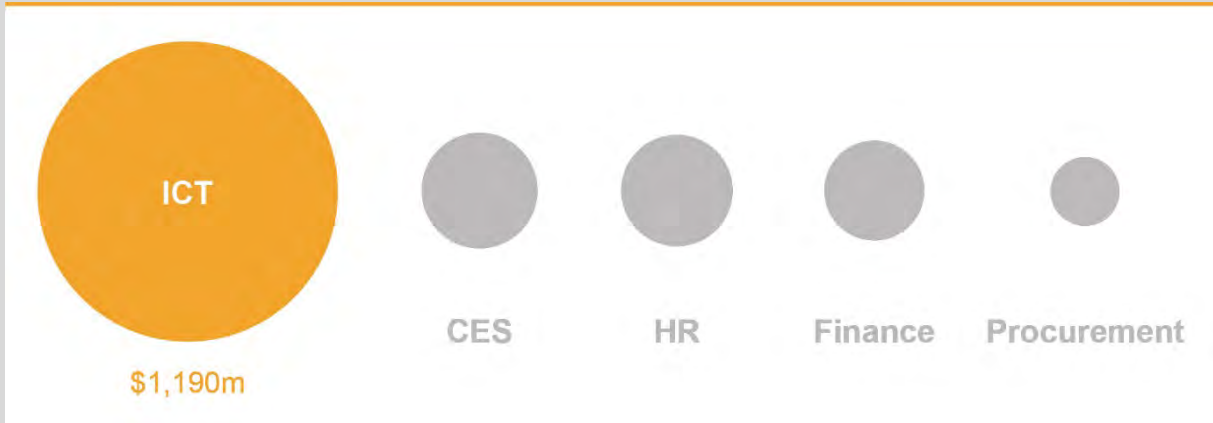 ICT
CES
HR
Finance
Procurement
$1,190m